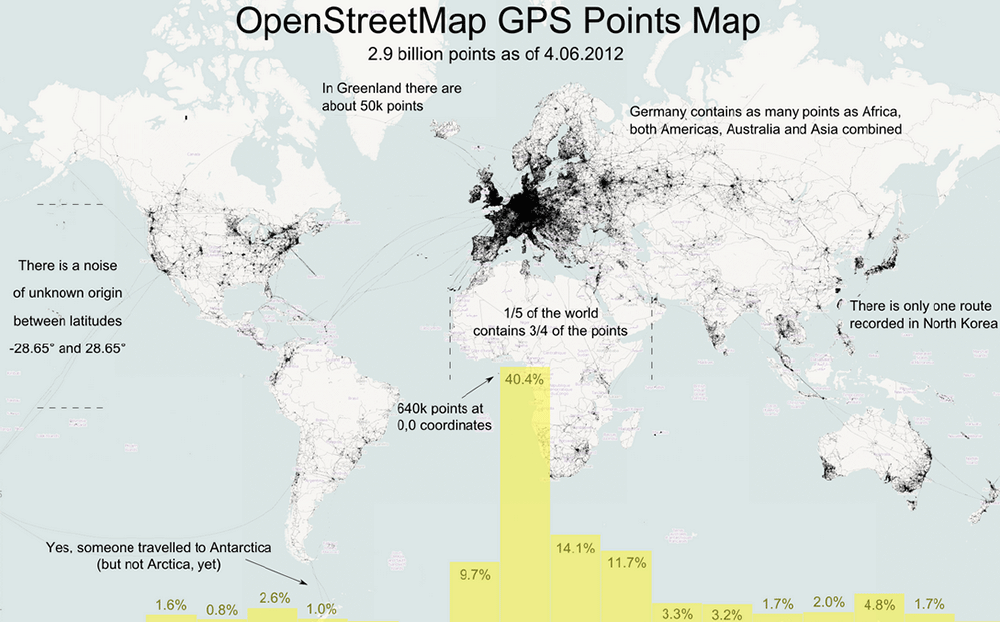 OpenStreetMap GPS Points Map
2.9 billion points as of 4.06.2012
In Greenland there are
about 50k points
Germany contains as many points as Africa,
both Americas, Australia and Asia combined
There is a noise
of unknown origin
between latitudes
-28.65° and 28.65°
1/5 of the world
contains 3/4 of the points
There is only one route
recorded in North Korea
640k points at
0,0 coordinates
Yes, someone travelled to Antarctica
(but not Arctica, yet)
1.6%
0.8%
2.6%
1.0%
9.7%
40.4%
14.1%
11.7%
3.3%
3.2%
1.7%
2.0%
4.8%
1.7%